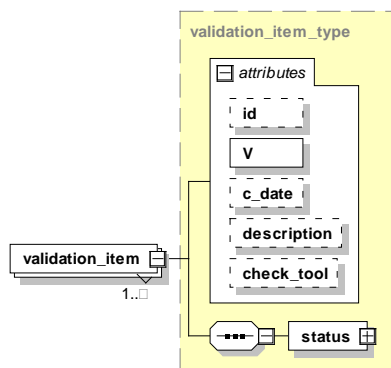 validation_item_type
attributes
id
V
c_date
description
check_tool
validation_item
1..□
status